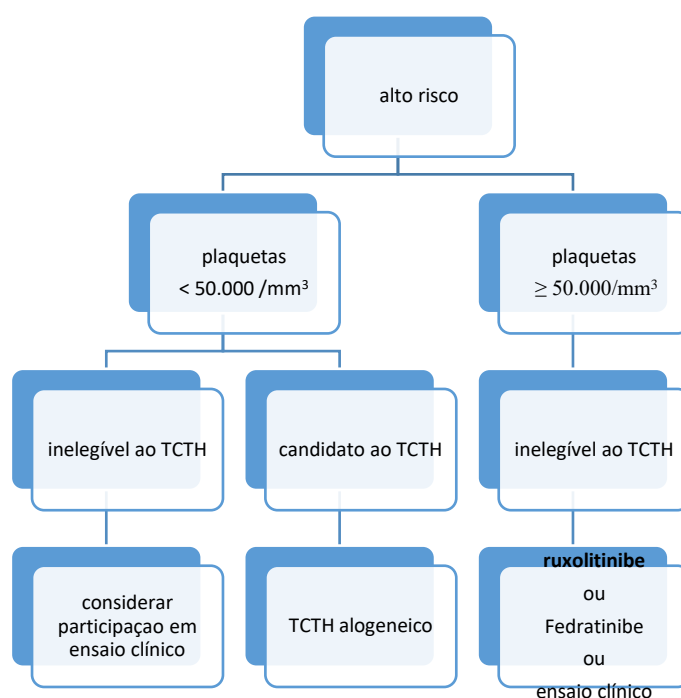 alto risco
plaquetas
< 50.000 /mm³
plaquetas
≥ 50.000/mm³
inelegível ao TCTH
candidato ao TCTH
inelegível ao TCTH
considerar
participaçao em
ensaio clínico
TCTH alogeneico
ruxolitinibe
ou
Fedratinibe
ou
ensaio clínico